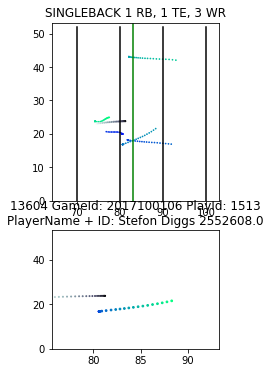 SINGLEBACK 1 RB, 1 TE, 3 WR
50
40
30
20
10
0
70 80 90 100
13604 GameId: 2017100106 PlayId: 1513
PlayerName + ID: Stefon Diggs 2552608.0
40
20
0
80 85 90